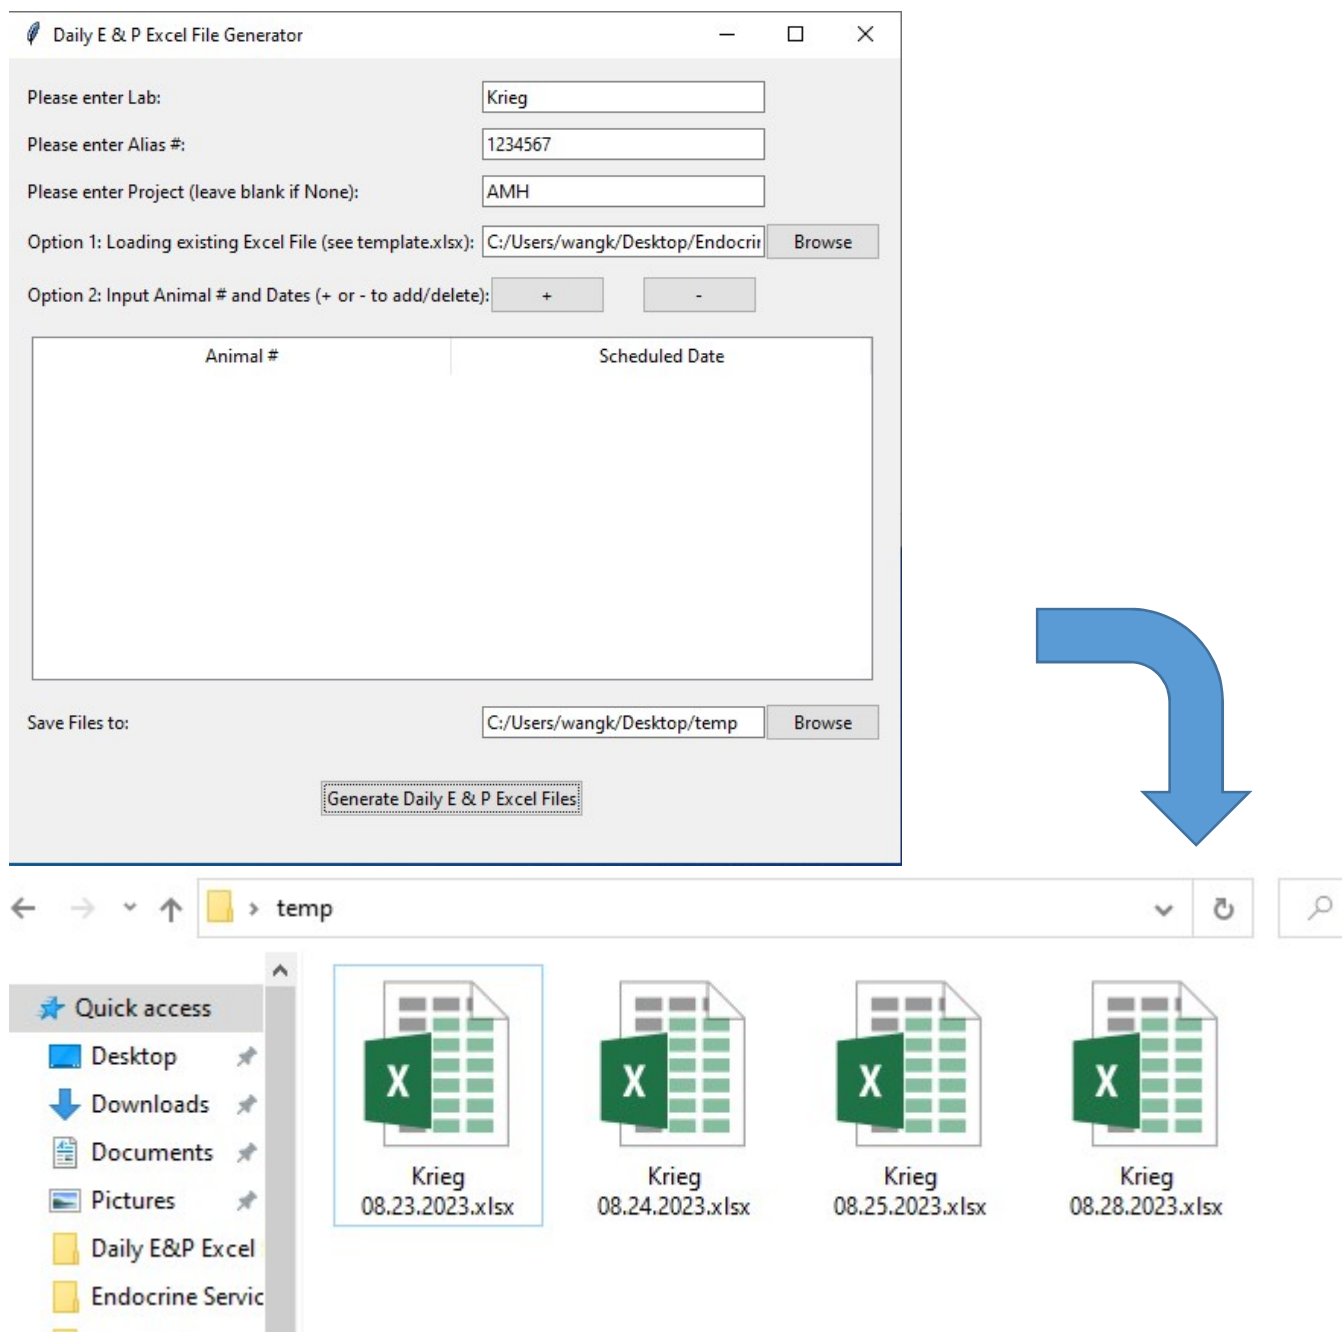 Daily E & P Excel File Generator
Please enter Lab:
Krieg
Please enter Alias #:
1234567
Please enter Project (leave blank if None):
AMH
Option 1: Loading existing Excel File (see template.xlsx):
C:/Users/wangk/Desktop/Endocrin
Browse
Option 2: Input Animal # and Dates (+ or - to add/delete):
+
-
Animal #
Scheduled Date
Save Files to:
C:/Users/wangk/Desktop/temp
Browse
Generate Daily E & P Excel Files
temp
Quick access
Desktop
Downloads
Documents
Pictures
Daily E&P Excel
Endocrine Servic
X
Krieg
08.23.2023.xlsx
X
Krieg
08.24.2023.xlsx
X
Krieg
08.25.2023.xlsx
X
Krieg
08.28.2023.xlsx